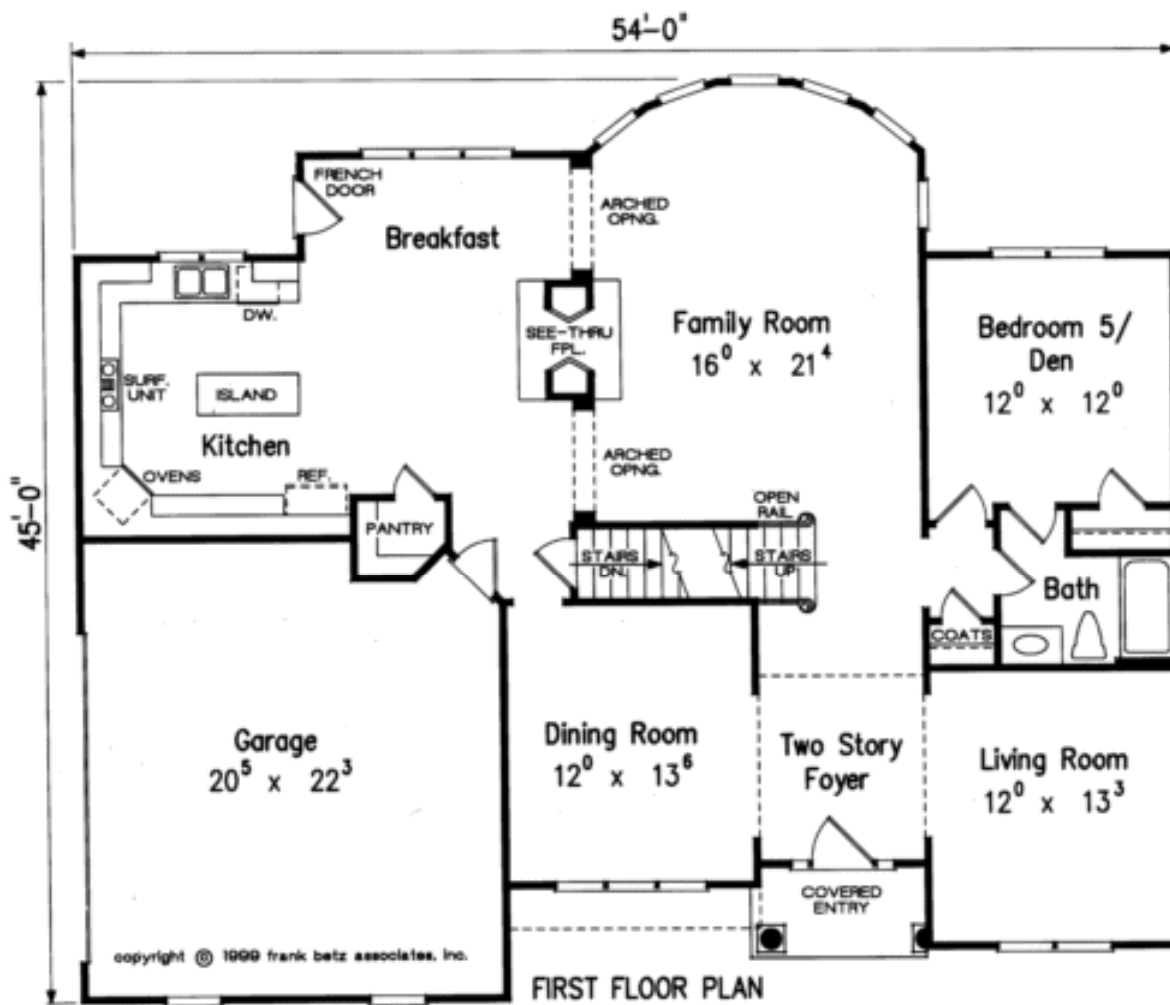 54'-0"
45'-0"
FRENCH
DOOR
ARCHED
OPNG.
Breakfast
DW.
SEE-THRU
FPL.
Family Room
16⁰ x 21⁴
Bedroom 5/
Den
12⁰ x 12⁰
SURF.
UNIT
ISLAND
Kitchen
OVENS
REF.
ARCHED
OPNG.
PANTRY
OPEN
RAIL
STAIRS
DN.
STAIRS
UP
Bath
COATS
Garage
20⁵ x 22³
Dining Room
12⁰ x 13⁶
Two Story
Foyer
Living Room
12⁰ x 13³
COVERED
ENTRY
copyright © 1999 frank betz associates, inc.
FIRST FLOOR PLAN